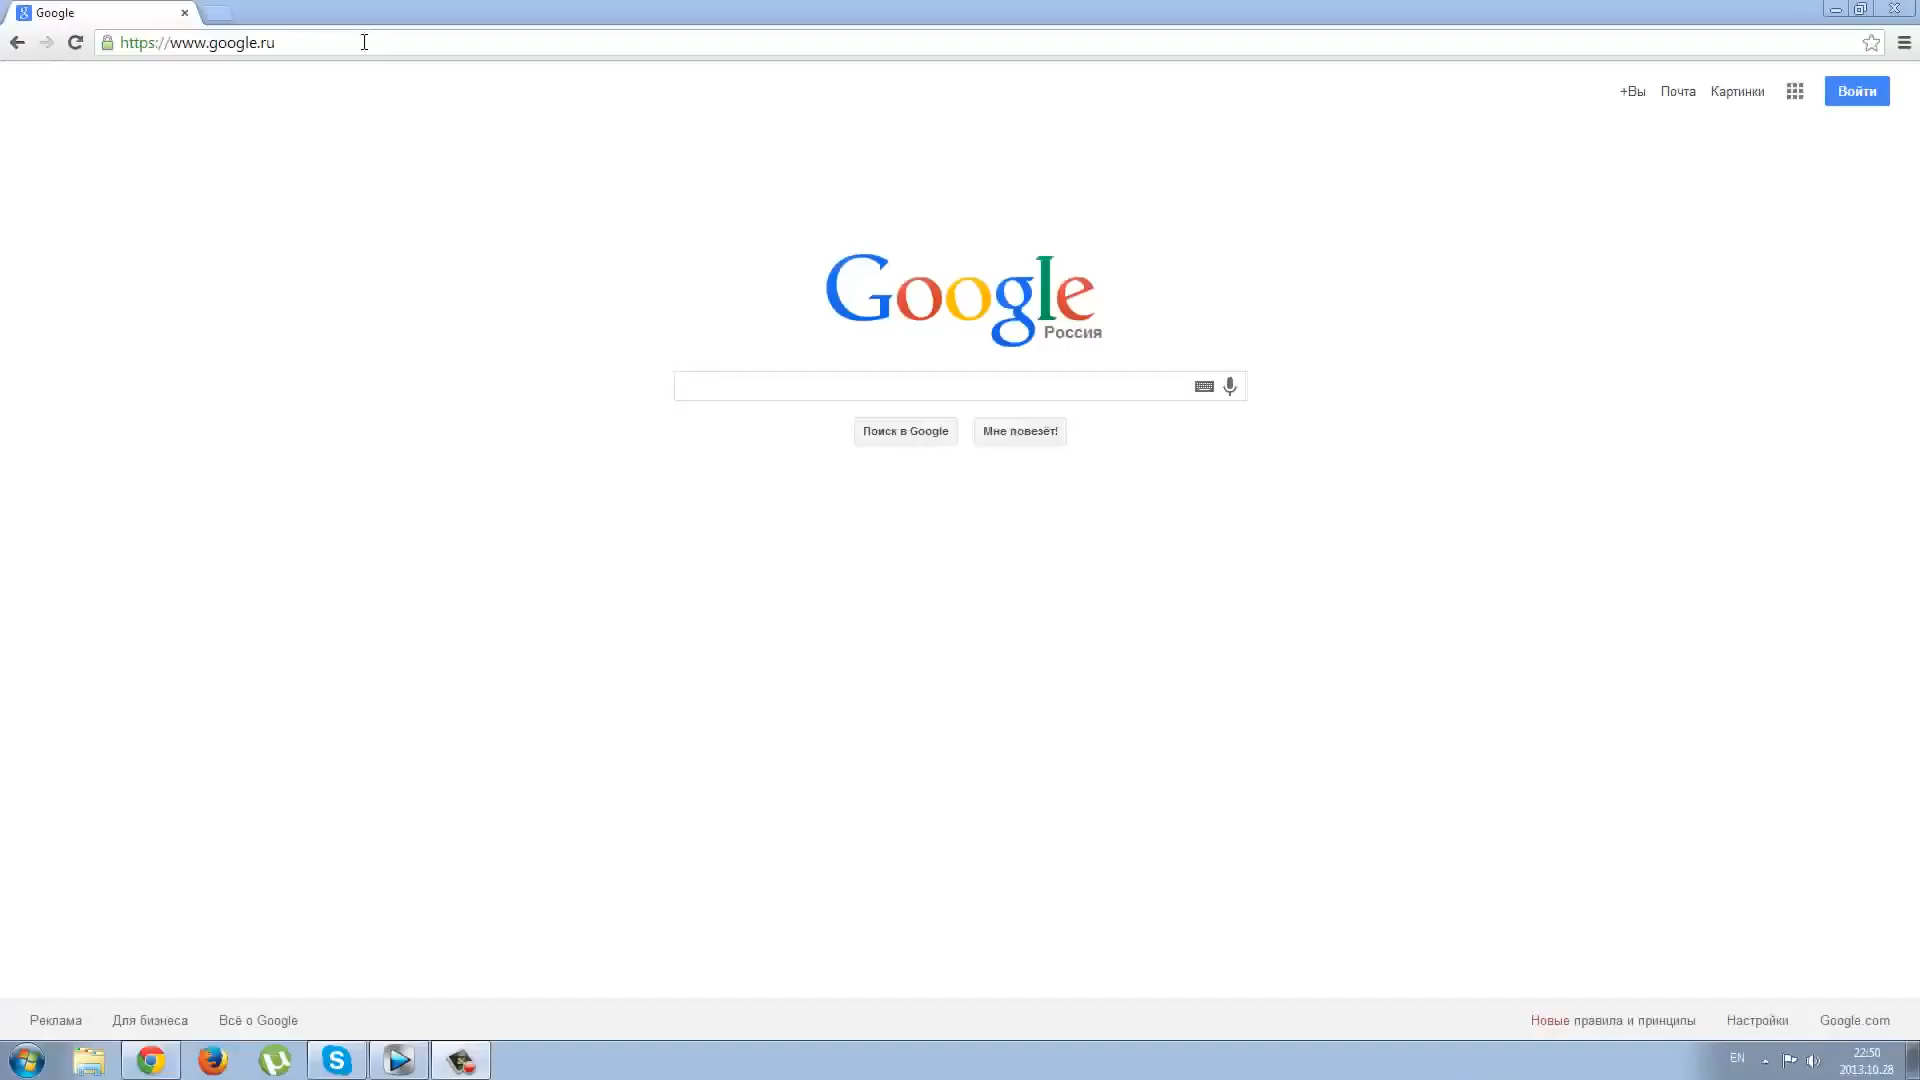 Google
https://www.google.ru
+Вы Почта Картинки Войти
Google
Россия
Поиск в Google Мне повезёт!
Реклама Для бизнеса Всё о Google Новые правила и принципы Настройки Google.com
EN 22:50
2013.10.28